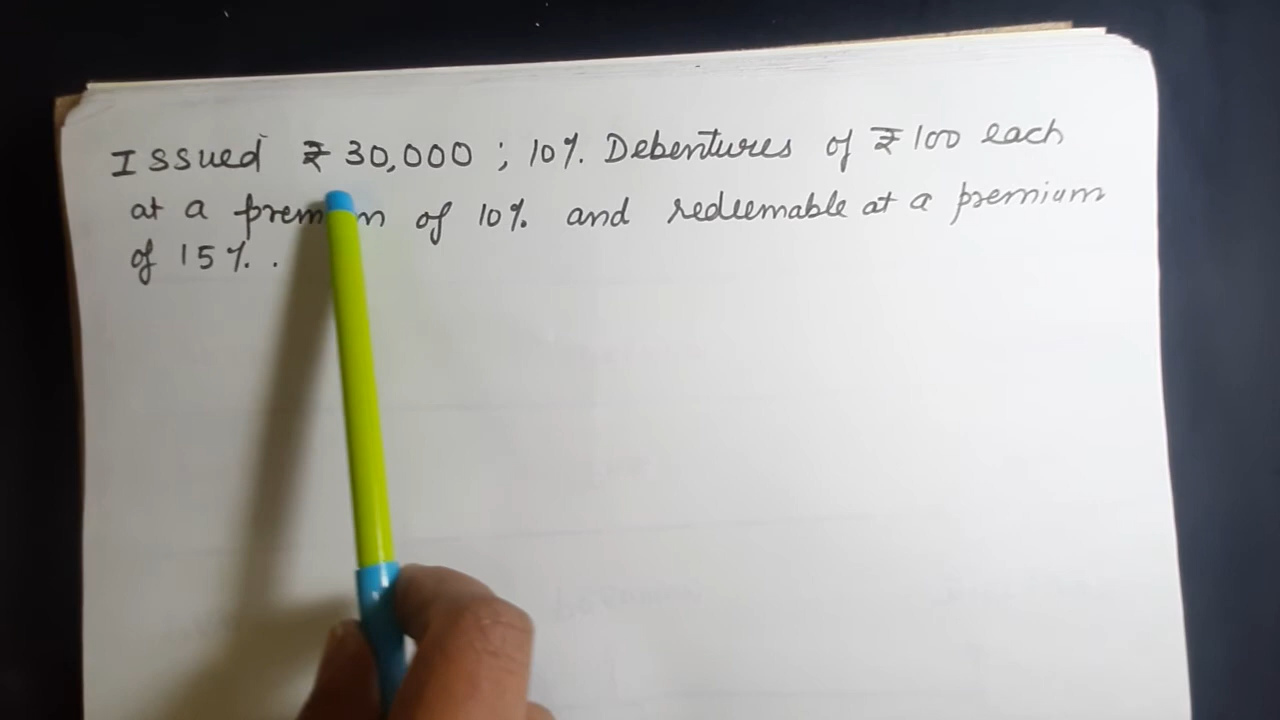 Issued ₹ 30,000 ; 10% Debentures of ₹ 100 each
at a of 10% and redeemable at a premium
of 15% .